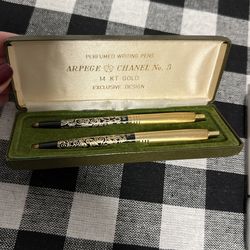 PERFUMED WRITING PENS
ARPEGE CHANEL No. 5
14 KT GOLD
EXCLUSIVE DESIGN